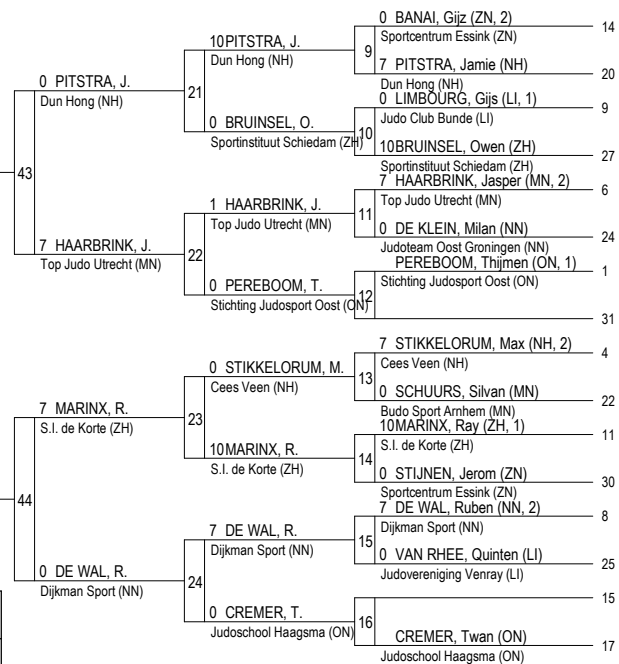 0 BANAI, Gijz (ZN, 2)
14
Sportcentrum Essink (ZN)
9
7 PITSTRA, Jamie (NH)
20
Dun Hong (NH)
0 LIMBOURG, Gijs (LI, 1)
9
Judo Club Bunde (LI)
10
10BRUINSEL, Owen (ZH)
27
Sportinstituut Schiedam (ZH)
7 HAARBRINK, Jasper (MN, 2)
6
Top Judo Utrecht (MN)
11
0 DE KLEIN, Milan (NN)
24
Judoteam Oost Groningen (NN)
PEREBOOM, Thijmen (ON, 1)
1
Stichting Judosport Oost (ON)
12
31
7 STIKKELORUM, Max (NH, 2)
4
Cees Veen (NH)
13
0 SCHUURS, Silvan (MN)
22
Budo Sport Arnhem (MN)
10MARINX, Ray (ZH, 1)
11
S.I. de Korte (ZH)
14
0 STIJNEN, Jerom (ZN)
30
Sportcentrum Essink (ZN)
7 DE WAL, Ruben (NN, 2)
8
Dijkman Sport (NN)
15
0 VAN RHEE, Quinten (LI)
25
Judovereniging Venray (LI)
15
16
CREMER, Twan (ON)
17
Judoschool Haagsma (ON)
10PITSTRA, J.
Dun Hong (NH)
21
0 BRUINSEL, O.
Sportinstituut Schiedam (ZH)
1 HAARBRINK, J.
Top Judo Utrecht (MN)
22
0 PEREBOOM, T.
Stichting Judosport Oost (ON)
0 STIKKELORUM, M.
Cees Veen (NH)
23
10MARINX, R.
S.I. de Korte (ZH)
7 DE WAL, R.
Dijkman Sport (NN)
24
0 CREMER, T.
Judoschool Haagsma (ON)
0 PITSTRA, J.
Dun Hong (NH)
43
7 HAARBRINK, J.
Top Judo Utrecht (MN)
7 MARINX, R.
S.I. de Korte (ZH)
44
0 DE WAL, R.
Dijkman Sport (NN)